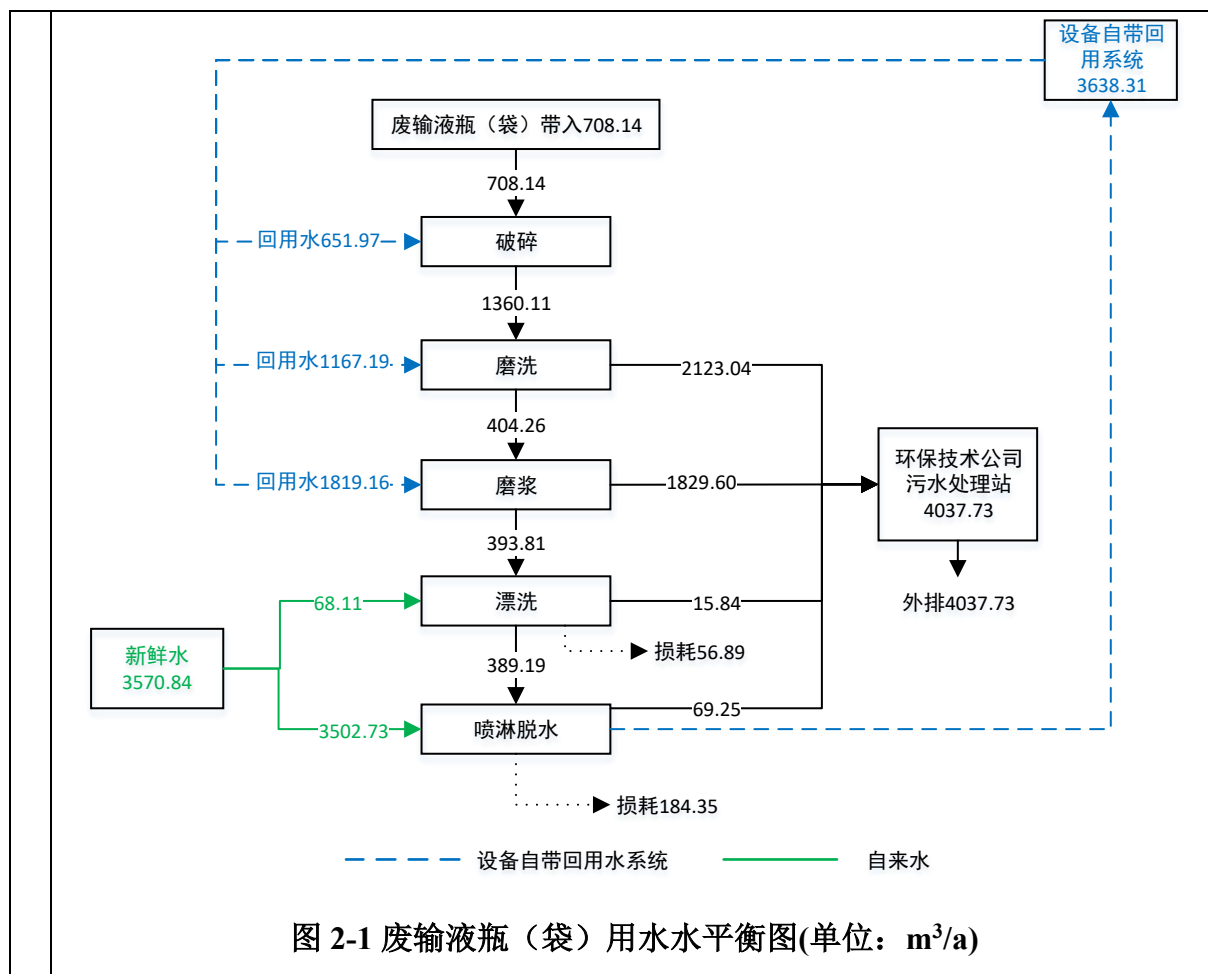 设备自带回
用系统
3638.31
废输液瓶（袋）带入708.14
708.14
回用水651.97
破碎
1360.11
回用水1167.19
磨洗
2123.04
404.26
回用水1819.16
磨浆
1829.60
环保技术公司
污水处理站
4037.73
393.81
68.11
漂洗
15.84
外排4037.73
新鲜水
3570.84
389.19
损耗56.89
3502.73
喷淋脱水
69.25
损耗184.35
设备自带回用水系统
自来水
图 2-1 废输液瓶（袋）用水水平衡图(单位：m³/a)